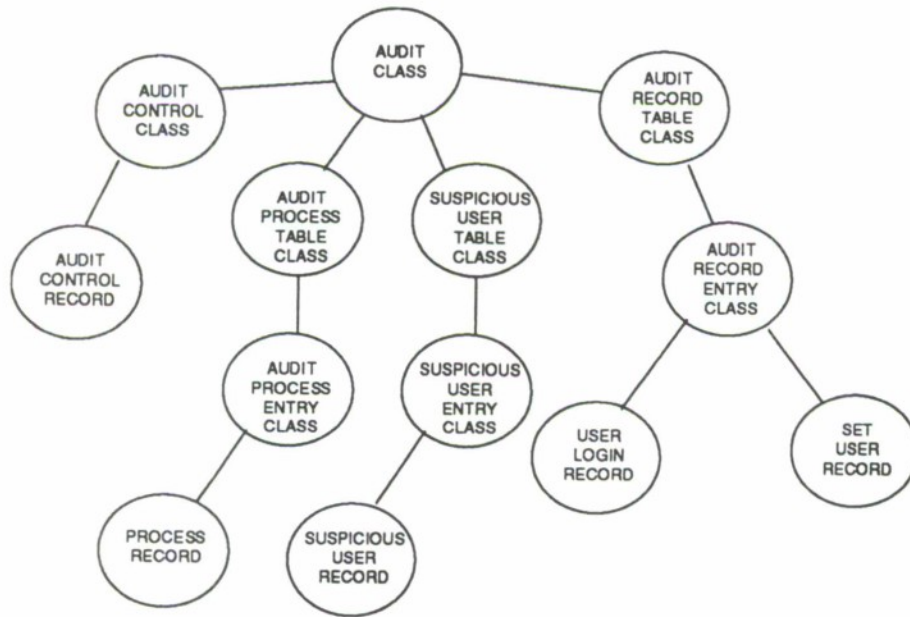 AUDIT
CLASS
AUDIT
CONTROL
CLASS
AUDIT
RECORD
TABLE
CLASS
AUDIT
PROCESS
TABLE
CLASS
SUSPICIOUS
USER
TABLE
CLASS
AUDIT
CONTROL
RECORD
AUDIT
RECORD
ENTRY
CLASS
AUDIT
PROCESS
ENTRY
CLASS
SUSPICIOUS
USER
ENTRY
CLASS
USER
LOGIN
RECORD
SET
USER
RECORD
PROCESS
RECORD
SUSPICIOUS
USER
RECORD